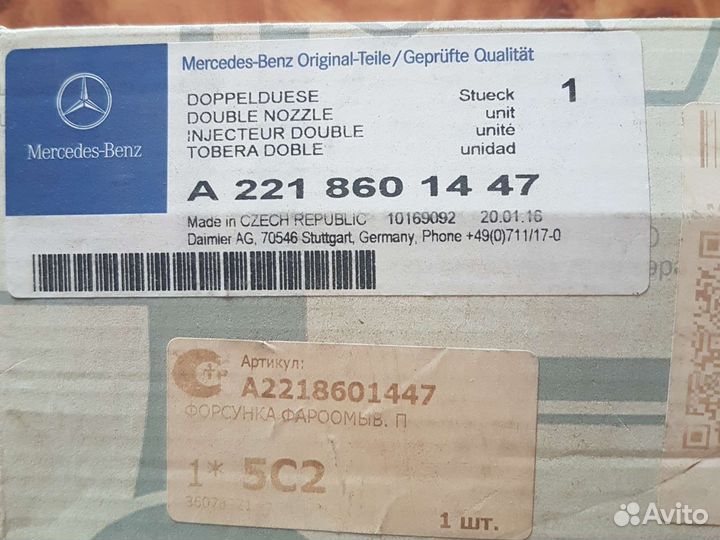 Mercedes-Benz Original-Teile/Geprüfte Qualität
Mercedes-Benz
DOPPELDUESE Stueck 1
DOUBLE NOZZLE unit
INJECTEUR DOUBLE unité
TOBERA DOBLE unidad
A 221 860 14 47
Made in CZECH REPUBLIC 10169092 20.01.16
Daimler AG, 70546 Stuttgart, Germany, Phone +49(0)711/17-0
Артикул:
A2218601447
ФОРСУНКА ФАРООМЫВ. П
1* 5C2
1 шт.
Avito